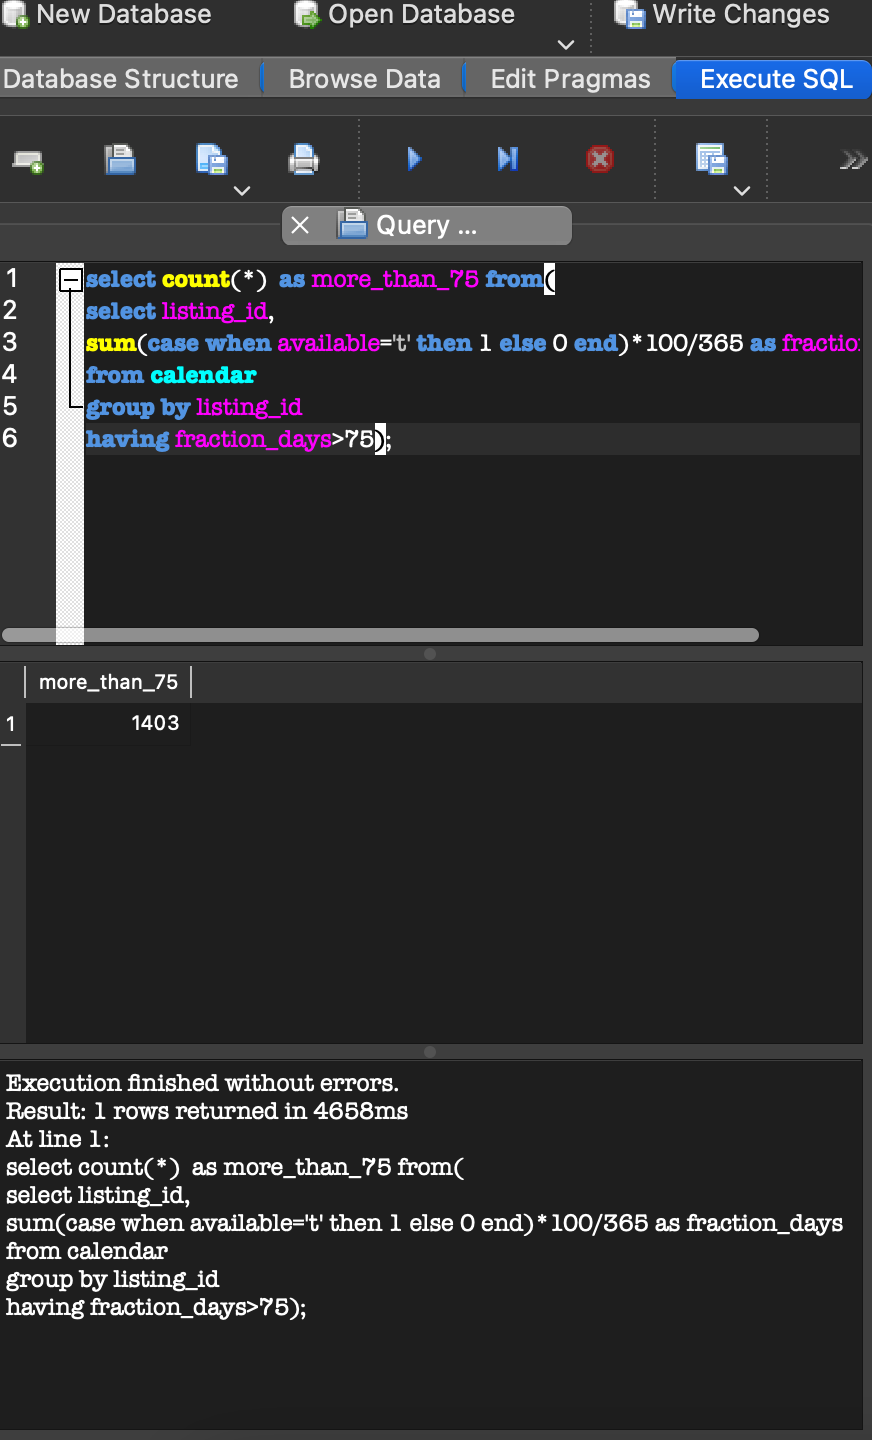 New Database Open Database Write Changes
Database Structure Browse Data Edit Pragmas Execute SQL
Query ...
1 select count(*)  as more_than_75 from(
2 select listing_id,
3 sum(case when available='t' then 1 else 0 end)*100/365 as fractio
4 from calendar
5 group by listing_id
6 having fraction_days>75);
more_than_75
1 1403
Execution finished without errors.
Result: 1 rows returned in 4658ms
At line 1:
select count(*)  as more_than_75 from(
select listing_id,
sum(case when available='t' then 1 else 0 end)*100/365 as fraction_days
from calendar
group by listing_id
having fraction_days>75);